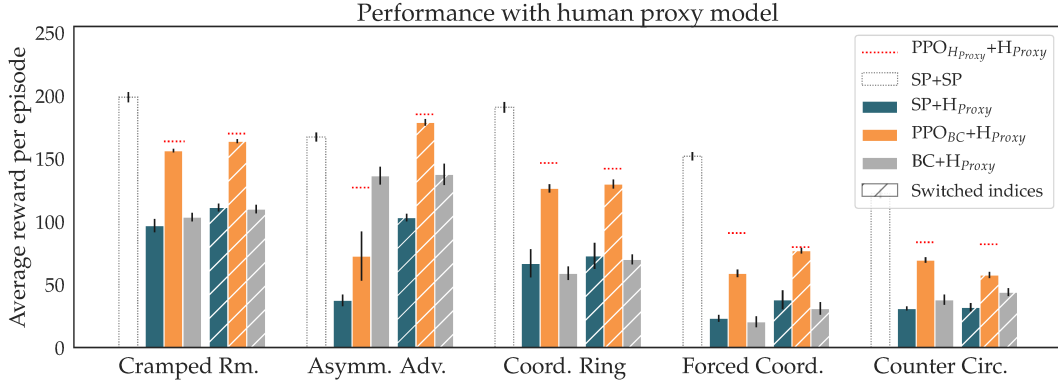 Performance with human proxy model
Average reward per episode
250
200
150
100
50
0
PPO_{H_{Proxy}}+H_{Proxy}
SP+SP
SP+H_{Proxy}
PPO_{BC}+H_{Proxy}
BC+H_{Proxy}
Switched indices
Cramped Rm. Asymm. Adv. Coord. Ring Forced Coord. Counter Circ.